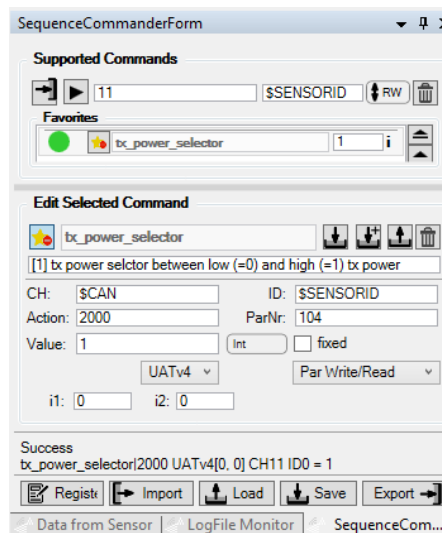 SequenceCommanderForm
Supported Commands
11 $SENSORID RW
Favorites
tx_power_selector 1 i
Edit Selected Command
tx_power_selector
[1] tx power selctor between low (=0) and high (=1) tx power
CH: $CAN ID: $SENSORID
Action: 2000 ParNr: 104
Value: 1 Int fixed
UATv4 Par Write/Read
i1: 0 i2: 0
Success
tx_power_selector|2000 UATv4[0, 0] CH11 ID0 = 1
Registe Import Load Save Export
Data from Sensor LogFile Monitor SequenceCom...